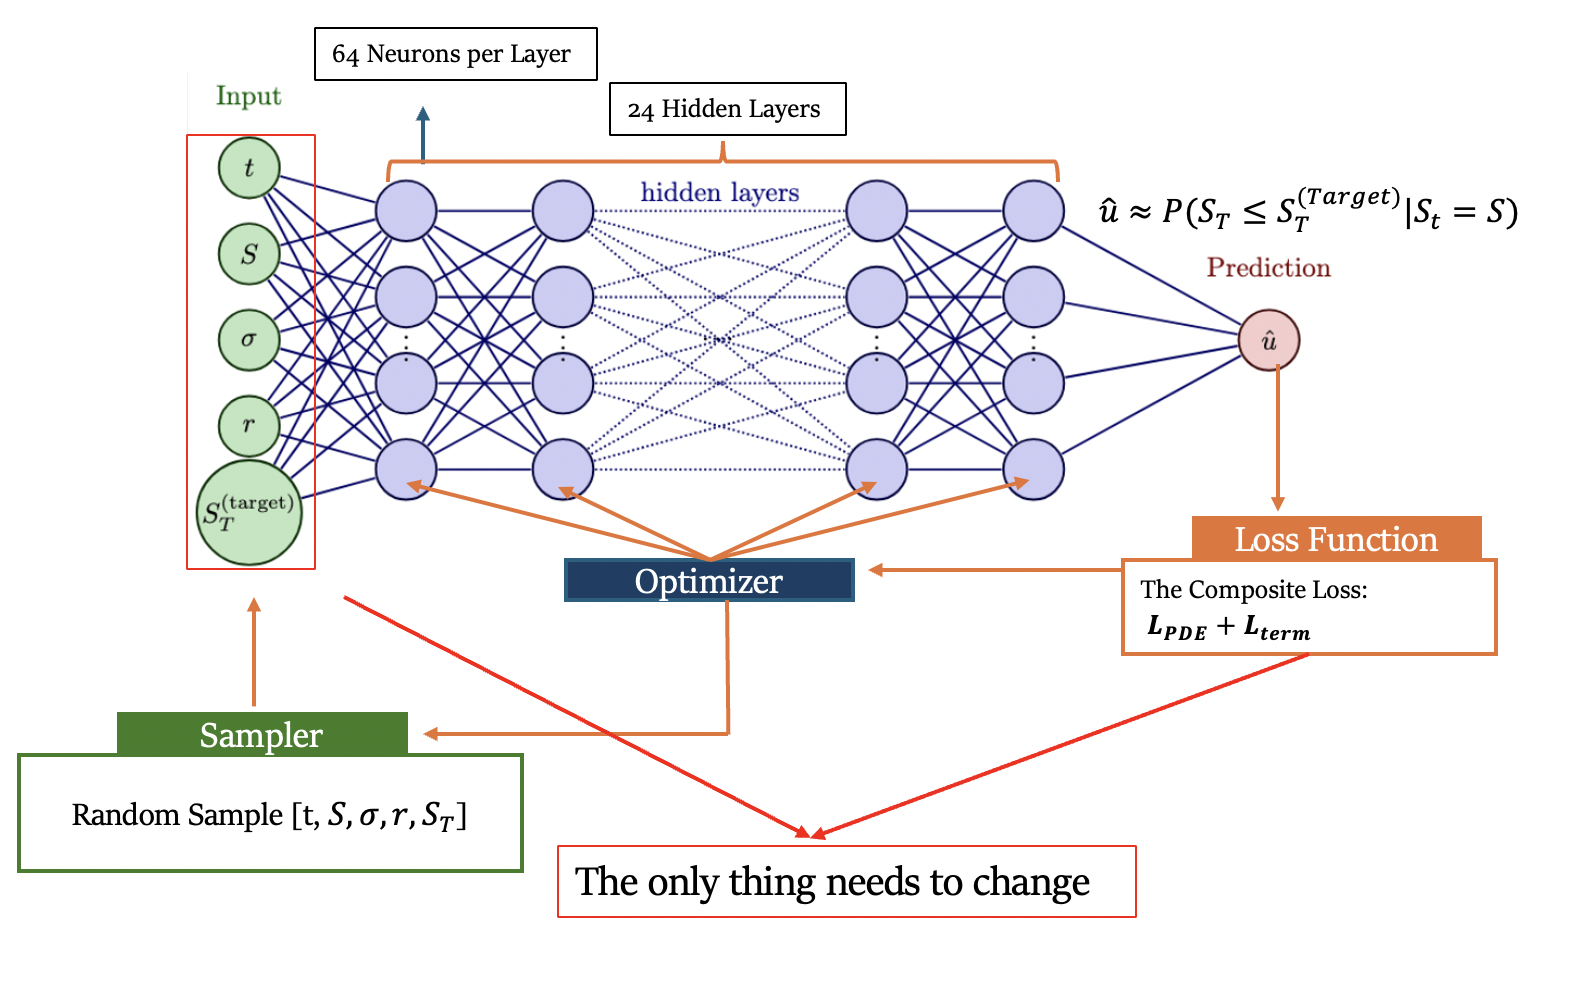 64 Neurons per Layer
Input
24 Hidden Layers
t
hidden layers
û ≈ P(S_T ≤ S_T^(Target)|S_t = S)
S
Prediction
σ
û
r
S_T^(target)
Loss Function
Optimizer
The Composite Loss:
L_PDE + L_term
Sampler
Random Sample [t, S, σ, r, S_T]
The only thing needs to change